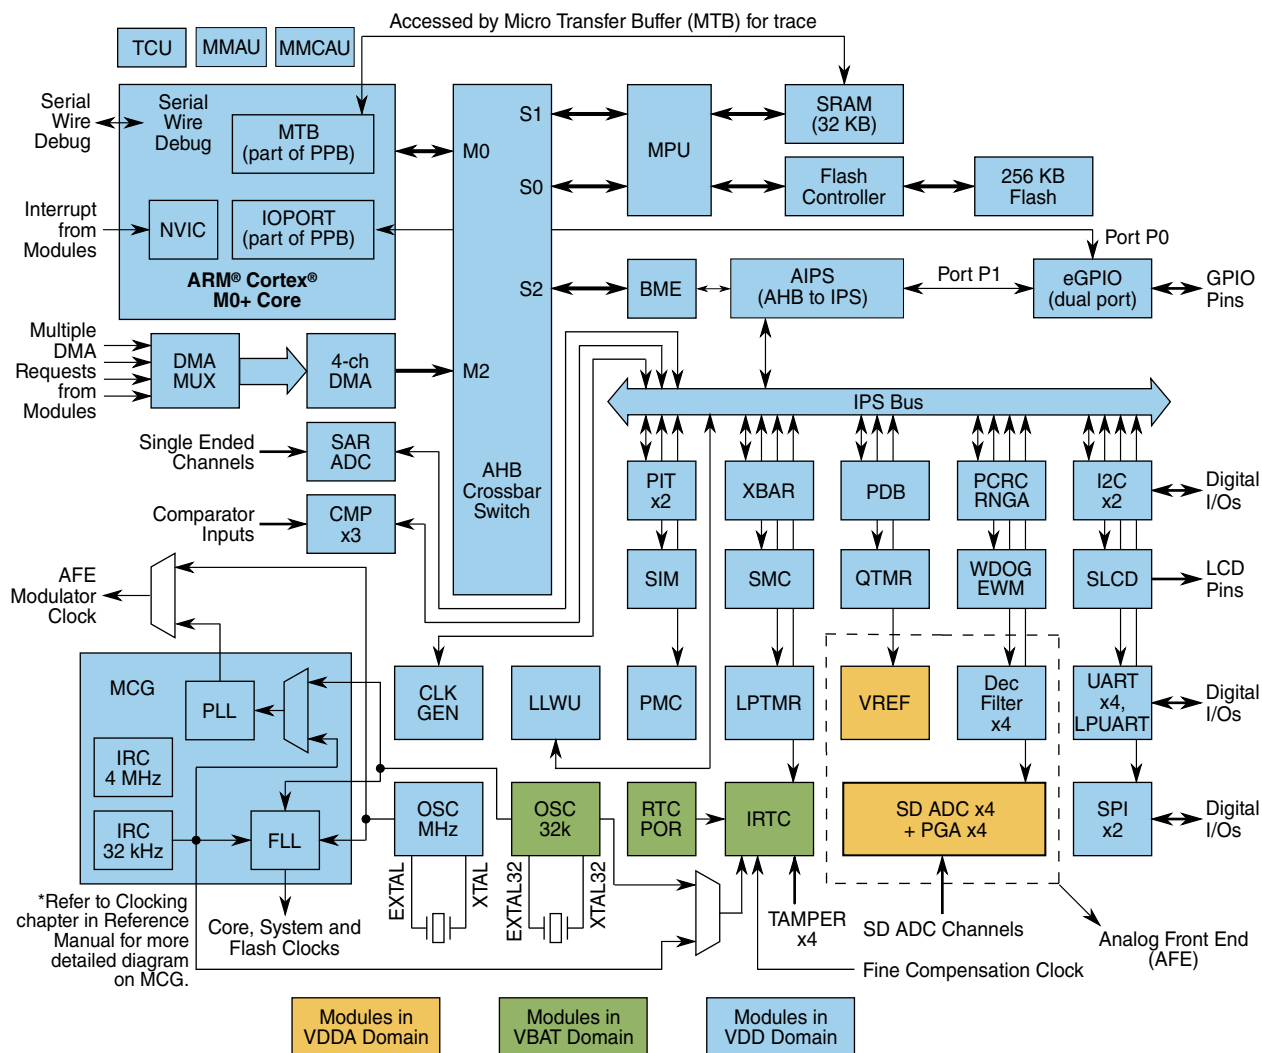 Accessed by Micro Transfer Buffer (MTB) for trace
TCU
MMAU
MMCAU
Serial
Wire
Debug
Serial
Wire
Debug
MTB
(part of PPB)
M0
S1
MPU
SRAM
(32 KB)
S0
Flash
Controller
256 KB
Flash
Interrupt
from
Modules
NVIC
IOPORT
(part of PPB)
ARM® Cortex®
M0+ Core
Port P0
S2
BME
AIPS
(AHB to IPS)
Port P1
eGPIO
(dual port)
GPIO
Pins
Multiple
DMA
Requests
from
Modules
DMA
MUX
4-ch
DMA
M2
IPS Bus
Single Ended
Channels
SAR
ADC
AHB
Crossbar
Switch
PIT
x2
XBAR
PDB
PCRC
RNGA
I2C
x2
Digital
I/Os
Comparator
Inputs
CMP
x3
AFE
Modulator
Clock
SIM
SMC
QTMR
WDOG
EWM
SLCD
LCD
Pins
MCG
PLL
CLK
GEN
LLWU
PMC
LPTMR
VREF
Dec
Filter
x4
UART
x4,
LPUART
Digital
I/Os
IRC
4 MHz
IRC
32 kHz
FLL
OSC
MHz
OSC
32k
RTC
POR
IRTC
SD ADC x4
+ PGA x4
SPI
x2
Digital
I/Os
EXTAL
XTAL
EXTAL32
XTAL32
*Refer to Clocking
chapter in Reference
Manual for more
detailed diagram
on MCG.
Core, System and
Flash Clocks
TAMPER
x4
SD ADC Channels
Analog Front End
(AFE)
Fine Compensation Clock
Modules in
VDDA Domain
Modules in
VBAT Domain
Modules in
VDD Domain